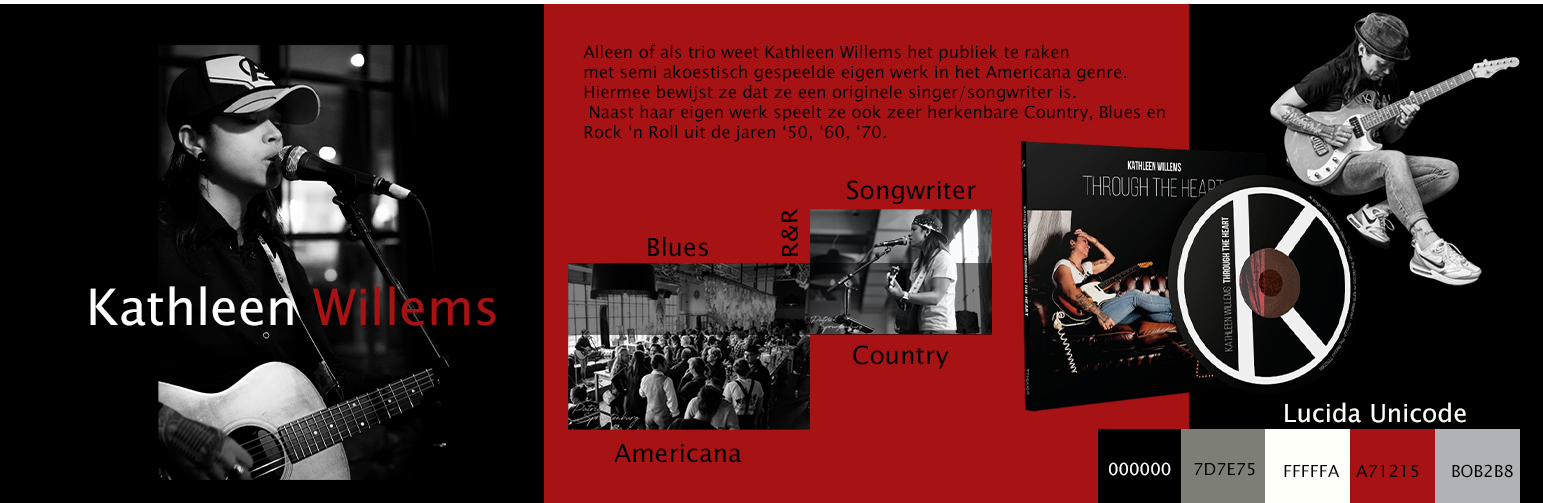 Kathleen Willems
Alleen of als trio weet Kathleen Willems het publiek te raken
met semi akoestisch gespeelde eigen werk in het Americana genre.
Hiermee bewijst ze dat ze een originele singer/songwriter is.
Naast haar eigen werk speelt ze ook zeer herkenbare Country, Blues en
Rock ‘n Roll uit de jaren ‘50, ‘60, ‘70.
Songwriter
R&R
Blues
Country
Americana
KATHLEEN WILLEMS
THROUGH THE HEART
KATHLEEN WILLEMS THROUGH THE HEART
Lucida Unicode
000000
7D7E75
FFFFFA
A71215
BOB2B8